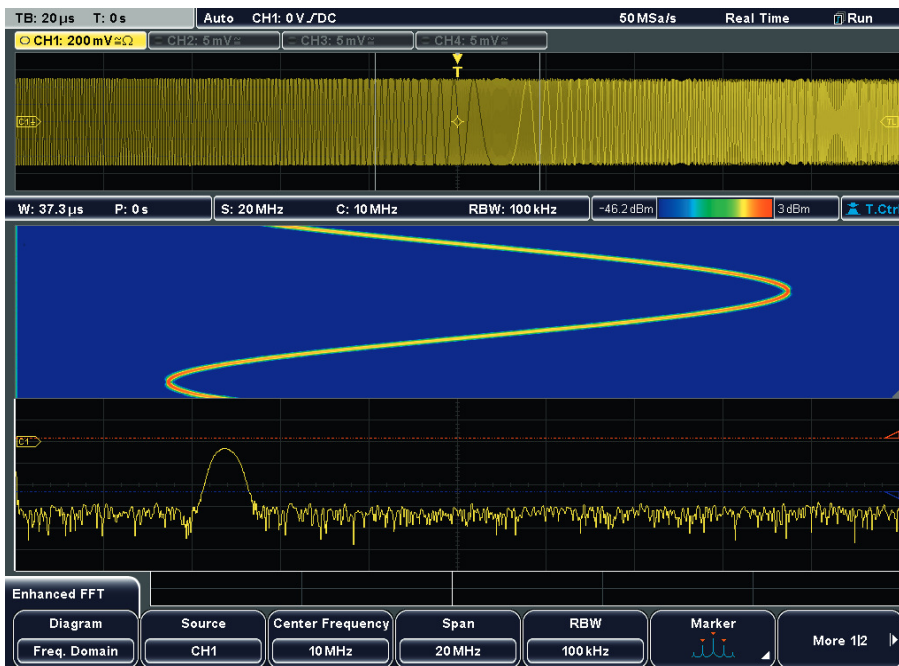 TB: 20 µs T: 0 s Auto CH1: 0 V / DC 50 MSa/s Real Time Run
CH1: 200 mV≅Ω CH2: 5 mV≅ CH3: 5 mV≅ CH4: 5 mV≅
T
C1 TL
W: 37.3 µs P: 0 s S: 20 MHz C: 10 MHz RBW: 100 kHz -46.2 dBm 3 dBm T.Ctr
C1
Enhanced FFT
Diagram Source Center Frequency Span RBW Marker More 1|2
Freq. Domain CH1 10 MHz 20 MHz 100 kHz